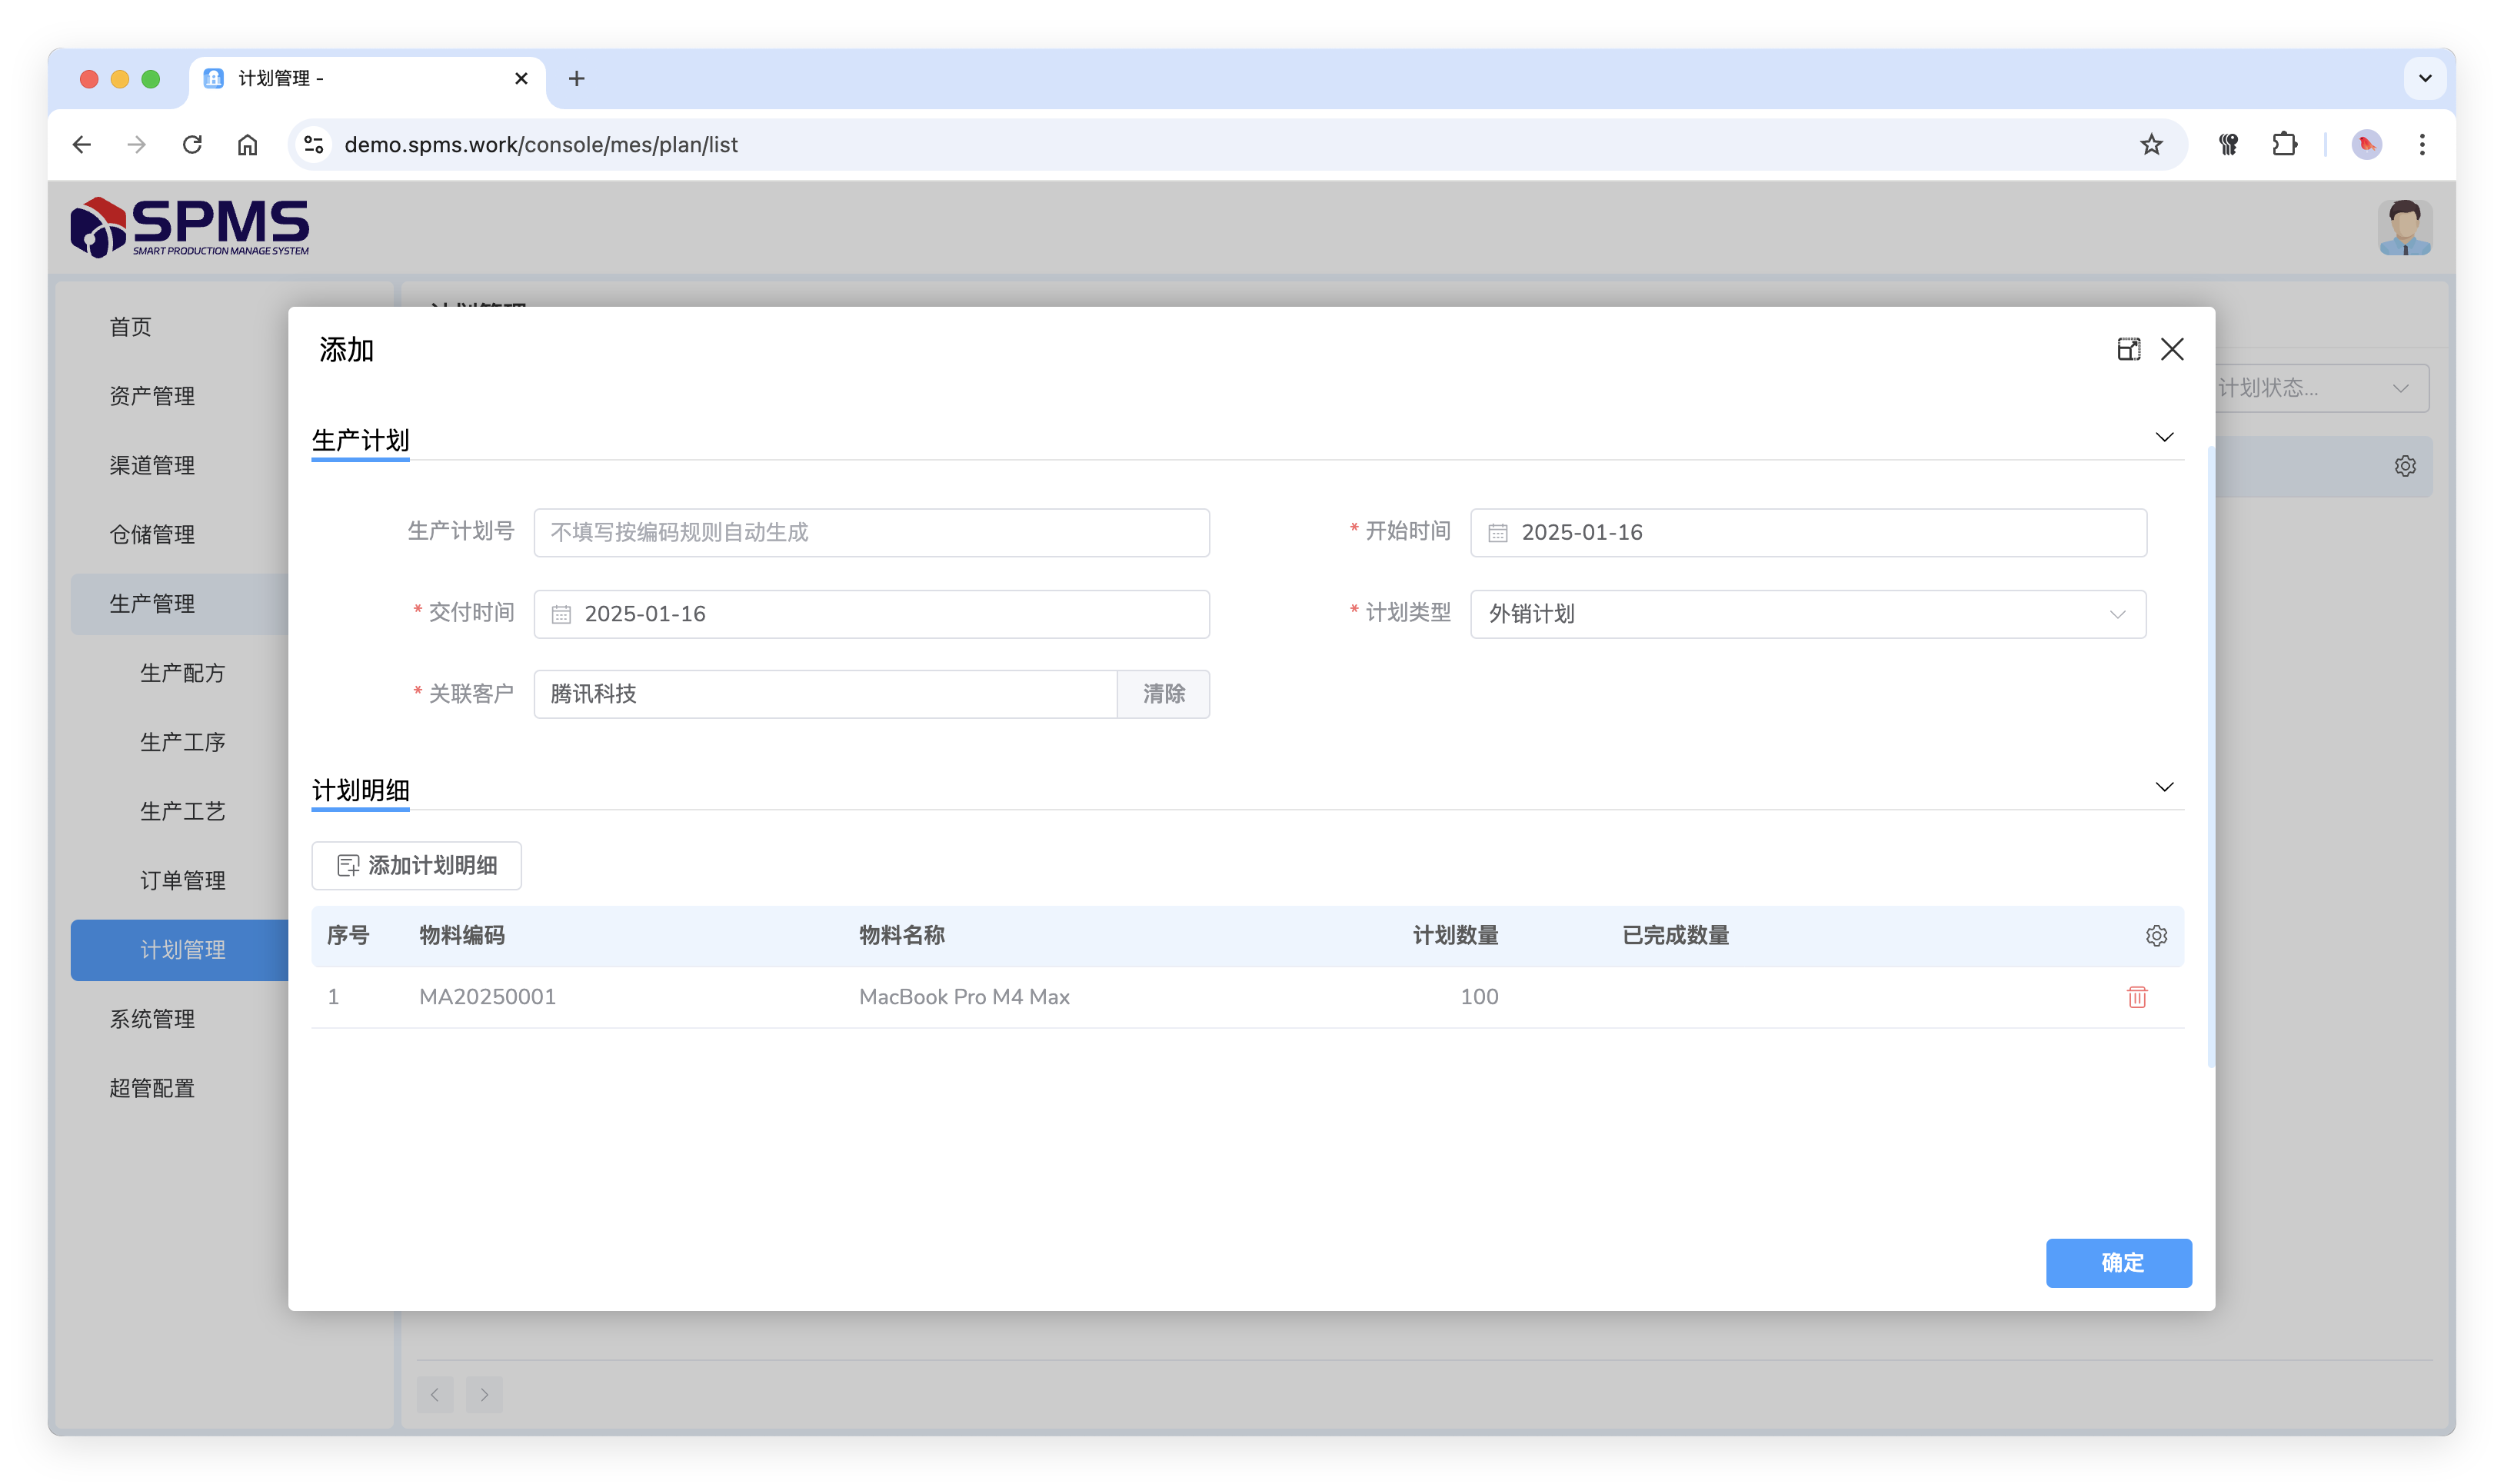 计划管理 -
demo.spms.work/console/mes/plan/list
SPMS
SMART PRODUCTION MANAGE SYSTEM
首页
资产管理
渠道管理
仓储管理
生产管理
生产配方
生产工序
生产工艺
订单管理
计划管理
系统管理
超管配置
计划管理
计划状态...
添加
生产计划
生产计划号 不填写按编码规则自动生成 * 开始时间 2025-01-16
* 交付时间 2025-01-16 * 计划类型 外销计划
* 关联客户 腾讯科技 清除
计划明细
添加计划明细
序号 物料编码 物料名称 计划数量 已完成数量
1 MA20250001 MacBook Pro M4 Max 100
确定